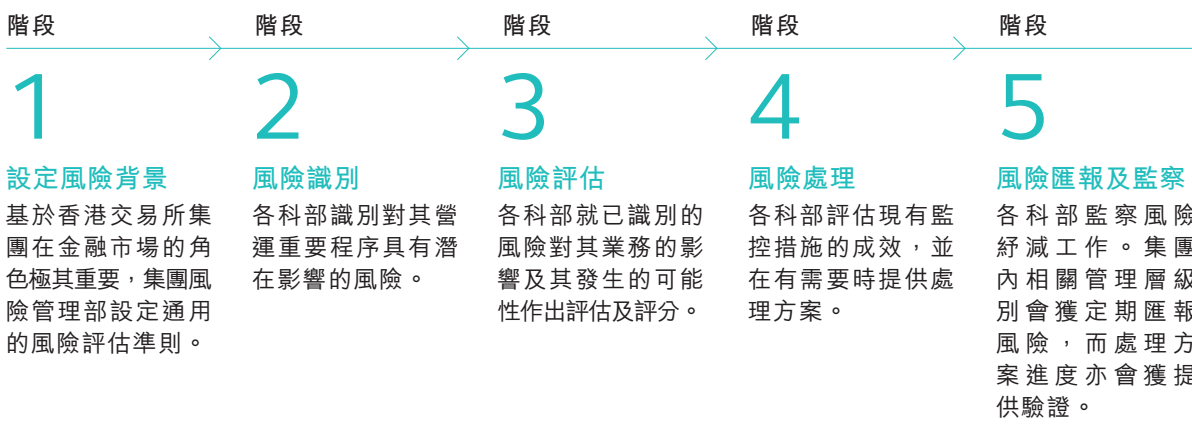 階段
1
設定風險背景
基於香港交易所集
團在金融市場的角
色極其重要，集團風
險管理部設定通用
的風險評估準則。
階段
2
風險識別
各科部識別對其營
運重要程序具有潛
在影響的風險。
階段
3
風險評估
各科部就已識別的
風險對其業務的影
響及其發生的可能
性作出評估及評分。
階段
4
風險處理
各科部評估現有監
控措施的成效，並
在有需要時提供處
理方案。
階段
5
風險匯報及監察
各科部監察風險
紓減工作。集團
內相關管理層級
別會獲定期匯報
風險，而處理方
案進度亦會獲提
供驗證。